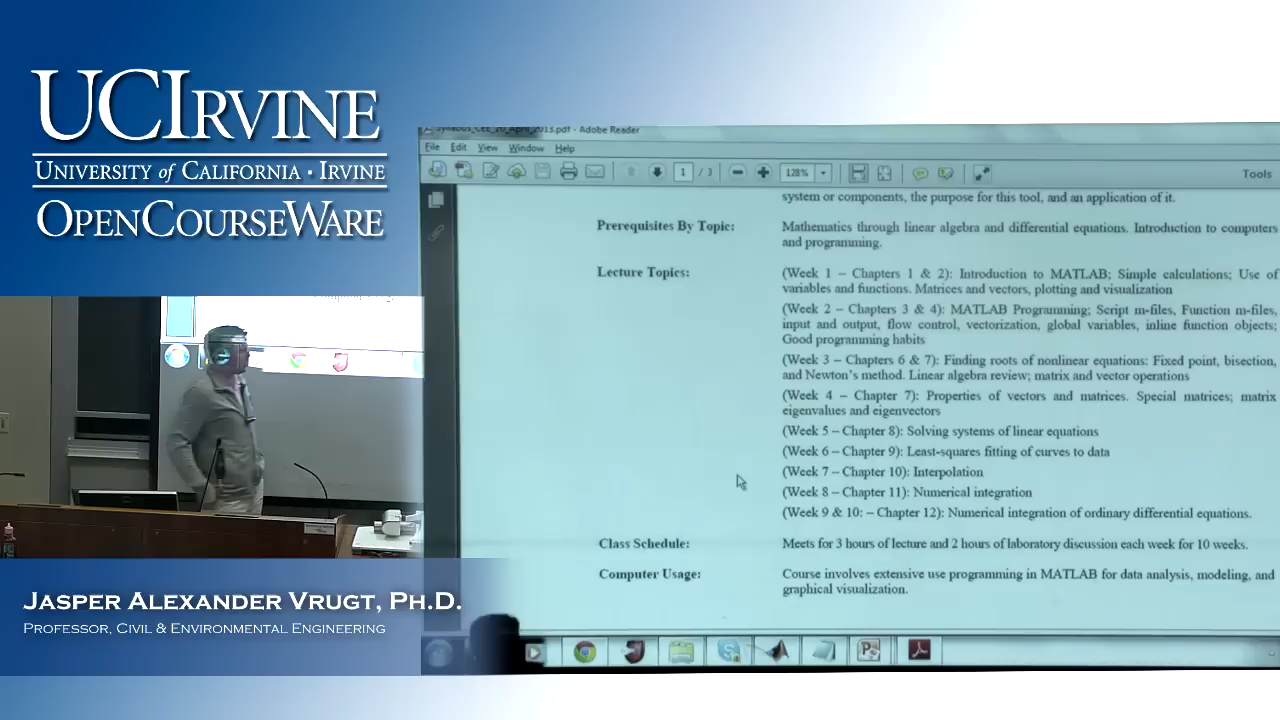 UCIRVINE
UNIVERSITY of CALIFORNIA · IRVINE
OPENCOURSEWARE
Syllabus_CEE_20_April_2013.pdf - Adobe Reader
File Edit View Window Help
1 / 3 128% Tools
system or components, the purpose for this tool, and an application of it.
Prerequisites By Topic: Mathematics through linear algebra and differential equations. Introduction to computers
and programming.
Lecture Topics: (Week 1 – Chapters 1 & 2): Introduction to MATLAB; Simple calculations; Use of
variables and functions. Matrices and vectors, plotting and visualization
(Week 2 – Chapters 3 & 4): MATLAB Programming; Script m-files, Function m-files,
input and output, flow control, vectorization, global variables, inline function objects;
Good programming habits
(Week 3 – Chapters 6 & 7): Finding roots of nonlinear equations: Fixed point, bisection,
and Newton's method. Linear algebra review; matrix and vector operations
(Week 4 – Chapter 7): Properties of vectors and matrices. Special matrices; matrix
eigenvalues and eigenvectors
(Week 5 – Chapter 8): Solving systems of linear equations
(Week 6 – Chapter 9): Least-squares fitting of curves to data
(Week 7 – Chapter 10): Interpolation
(Week 8 – Chapter 11): Numerical integration
(Week 9 & 10: – Chapter 12): Numerical integration of ordinary differential equations.
Class Schedule: Meets for 3 hours of lecture and 2 hours of laboratory discussion each week for 10 weeks.
Computer Usage: Course involves extensive use programming in MATLAB for data analysis, modeling, and
graphical visualization.
JASPER ALEXANDER VRUGT, PH.D.
PROFESSOR, CIVIL & ENVIRONMENTAL ENGINEERING